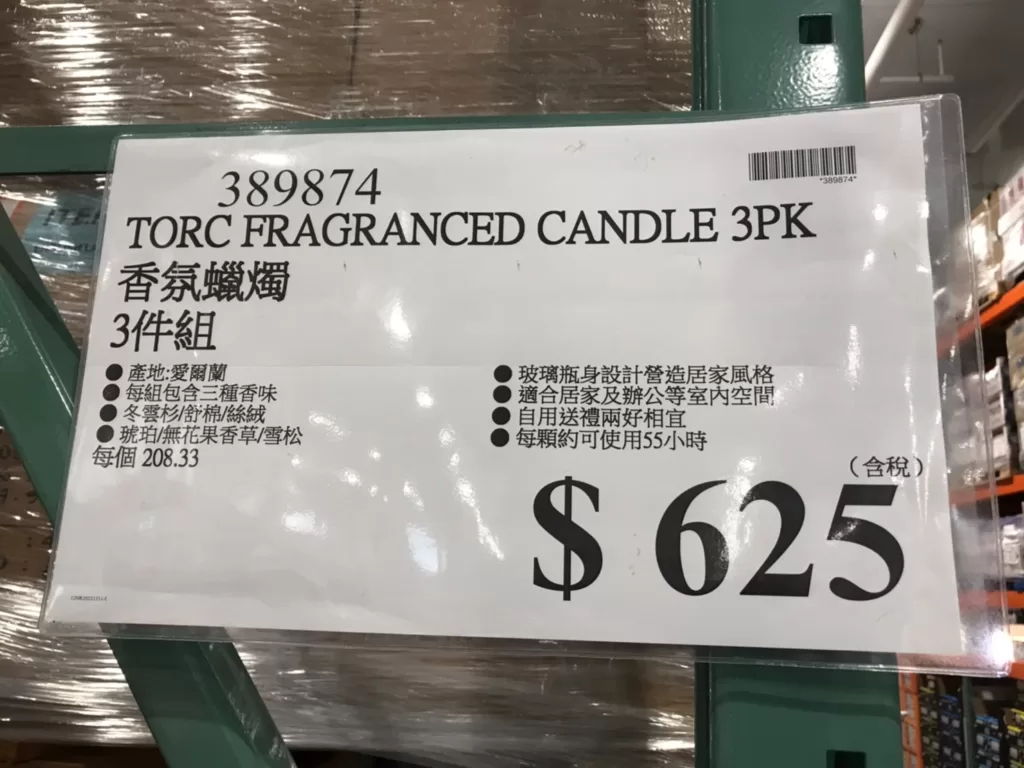 389874
*389874*
TORC FRAGRANCED CANDLE 3PK
香氛蠟燭
3件組
● 產地:愛爾蘭
● 每組包含三種香味
● 冬雲杉/舒棉/絲絨
● 琥珀/無花果香草/雪松
每個 208.33
● 玻璃瓶身設計營造居家風格
● 適合居家及辦公等室內空間
● 自用送禮兩好相宜
● 每顆約可使用55小時
（含稅）
$ 625